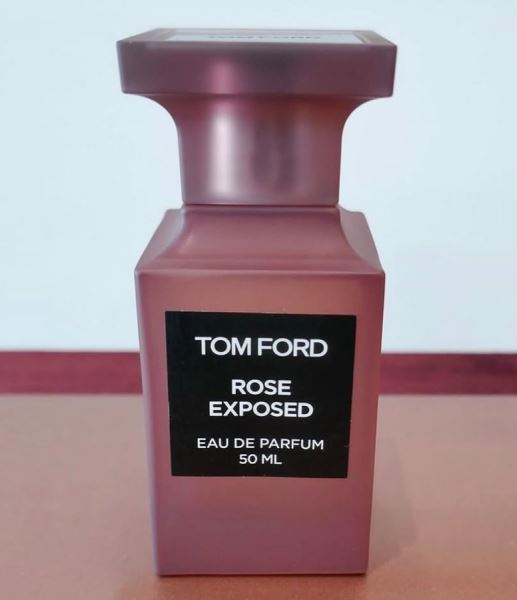 TOM FORD
TOM FORD
ROSE
EXPOSED
EAU DE PARFUM
50 ML